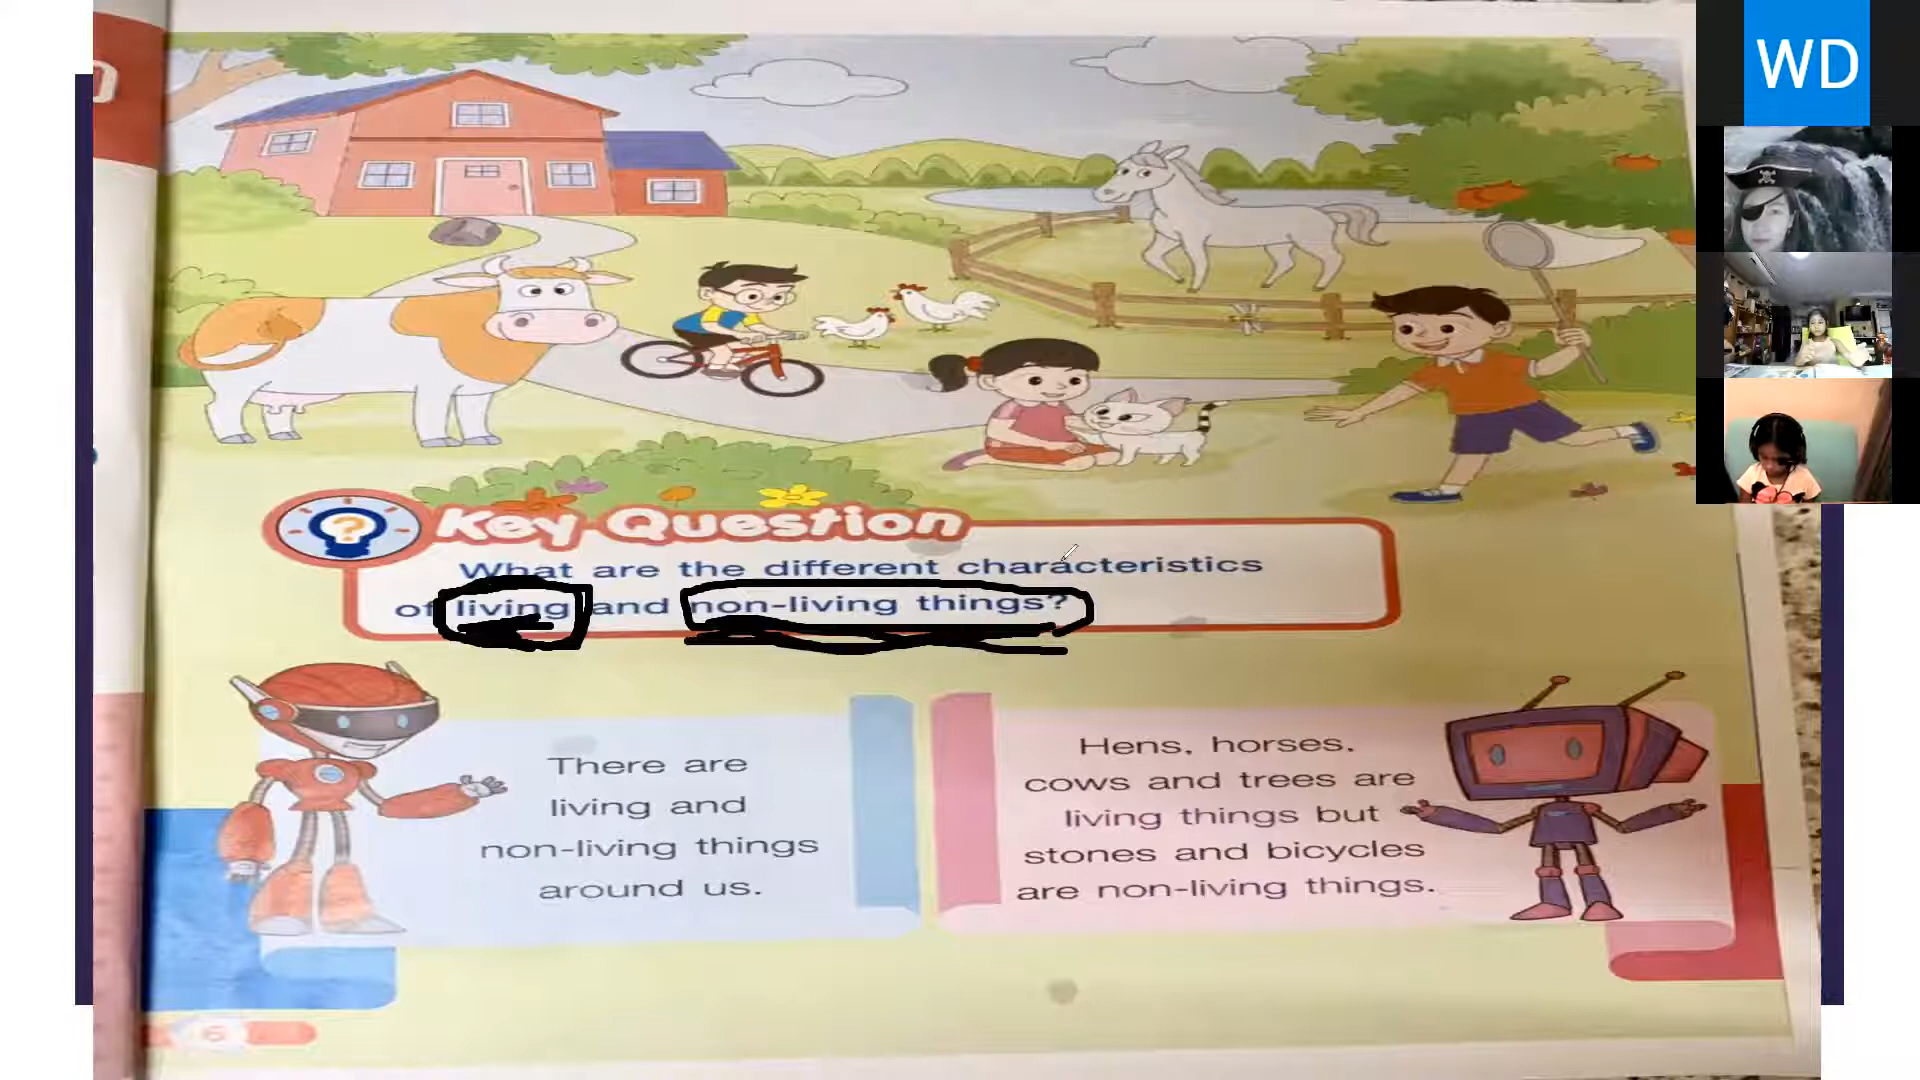 WD
Key Question
What are the different characteristics
of living and non-living things?
There are
living and
non-living things
around us.
Hens, horses,
cows and trees are
living things but
stones and bicycles
are non-living things.
6